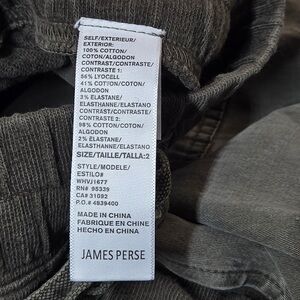 SELF/EXTERIEUR/
EXTERIOR:
100% COTTON/
COTON/ALGODON
CONTRAST/CONTRASTE/
CONTRASTE 1:
56% LYOCELL
41% COTTON/COTON/
ALGODON
3% ELASTANE/
ELASTHANNE/ELASTANO
CONTRAST/CONTRASTE/
CONTRASTE 2:
98% COTTON/COTON/
ALGODON
2% ELASTANE/
ELASTHANNE/ELASTANO
SIZE/TAILLE/TALLA:2
STYLE/MODELE/
ESTILO#
WHVJ1677
RN# 95339
CA# 31092
P.O.# 4839400
MADE IN CHINA
FABRIQUE EN CHINE
HECHO EN CHINA
JAMES PERSE